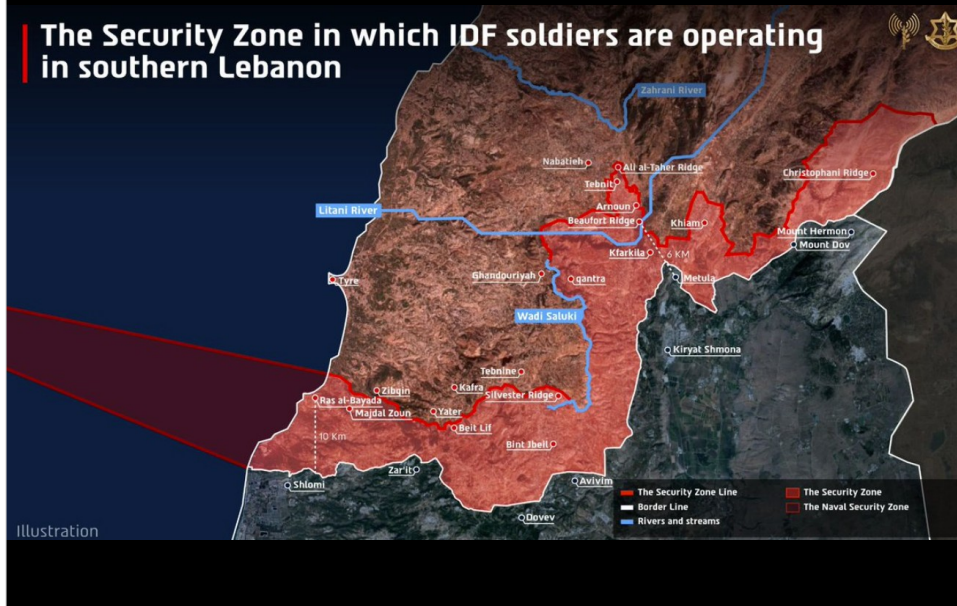 The Security Zone in which IDF soldiers are operating
in southern Lebanon
Zahrani River
Nabatieh
Ali al-Taher Ridge
Tebnit
Christophani Ridge
Arnoun
Litani River
Beaufort Ridge
Khiam
Mount Hermon
Mount Dov
Kfarkila
6 KM
Ghandouriyah
qantra
Metula
Tyre
Wadi Saluki
Kiryat Shmona
Tebnine
Zibqin
Kafra
Silvester Ridge
Ras al-Bayada
Majdal Zoun
Yater
Beit Lif
10 Km
Bint Jbeil
Zar'it
Shlomi
Avivim
Dovev
The Security Zone Line
The Security Zone
Border Line
The Naval Security Zone
Rivers and streams
Illustration